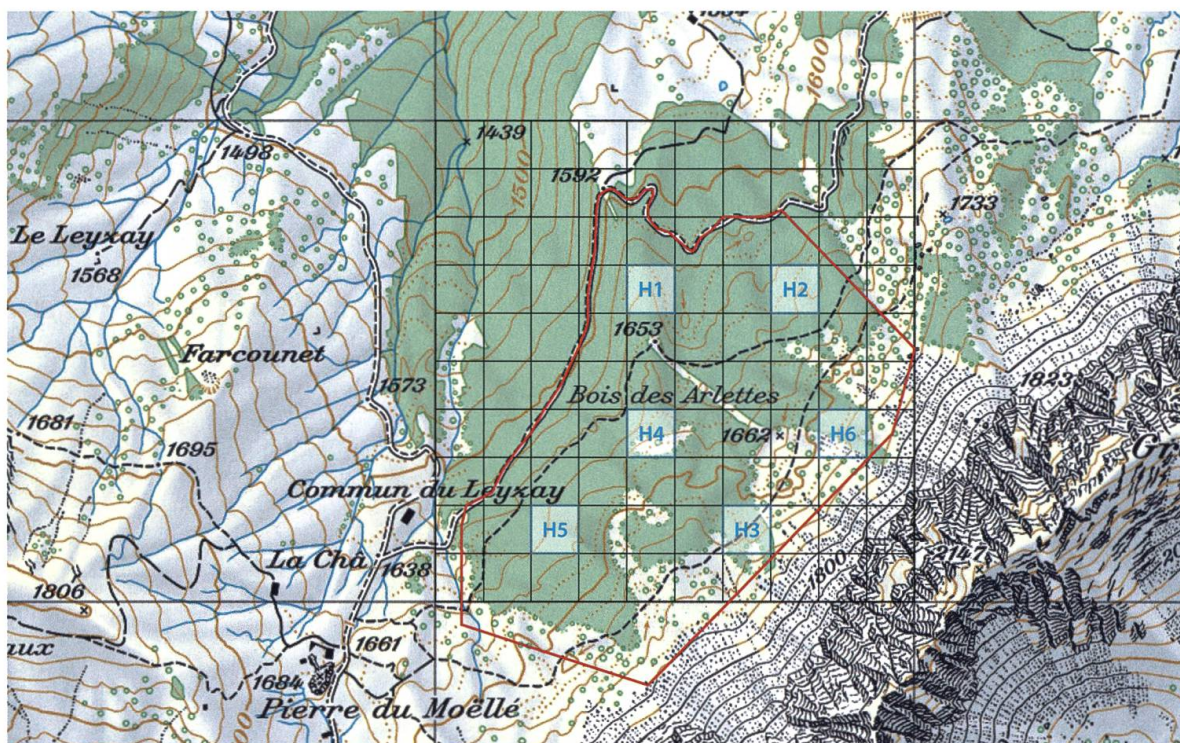 1600
1439
1498
1592
1500
1733
Le Leyxay
1568
H1
H2
1653
Farcounet
1823
1573
Bois des Arlettes
1681
1695
H4
1662
H6
Commun du Leyxay
H5
H3
La Cha
1638
1800
2147
1806
1661
aux
1684
Pierre du Moëllé